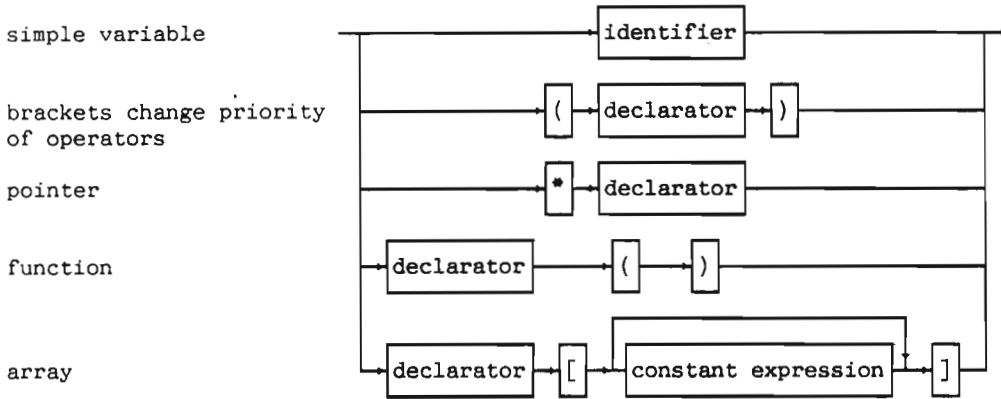 simple variable identifier
brackets change priority ( declarator )
of operators
pointer * declarator
function declarator ( )
array declarator [ constant expression ]